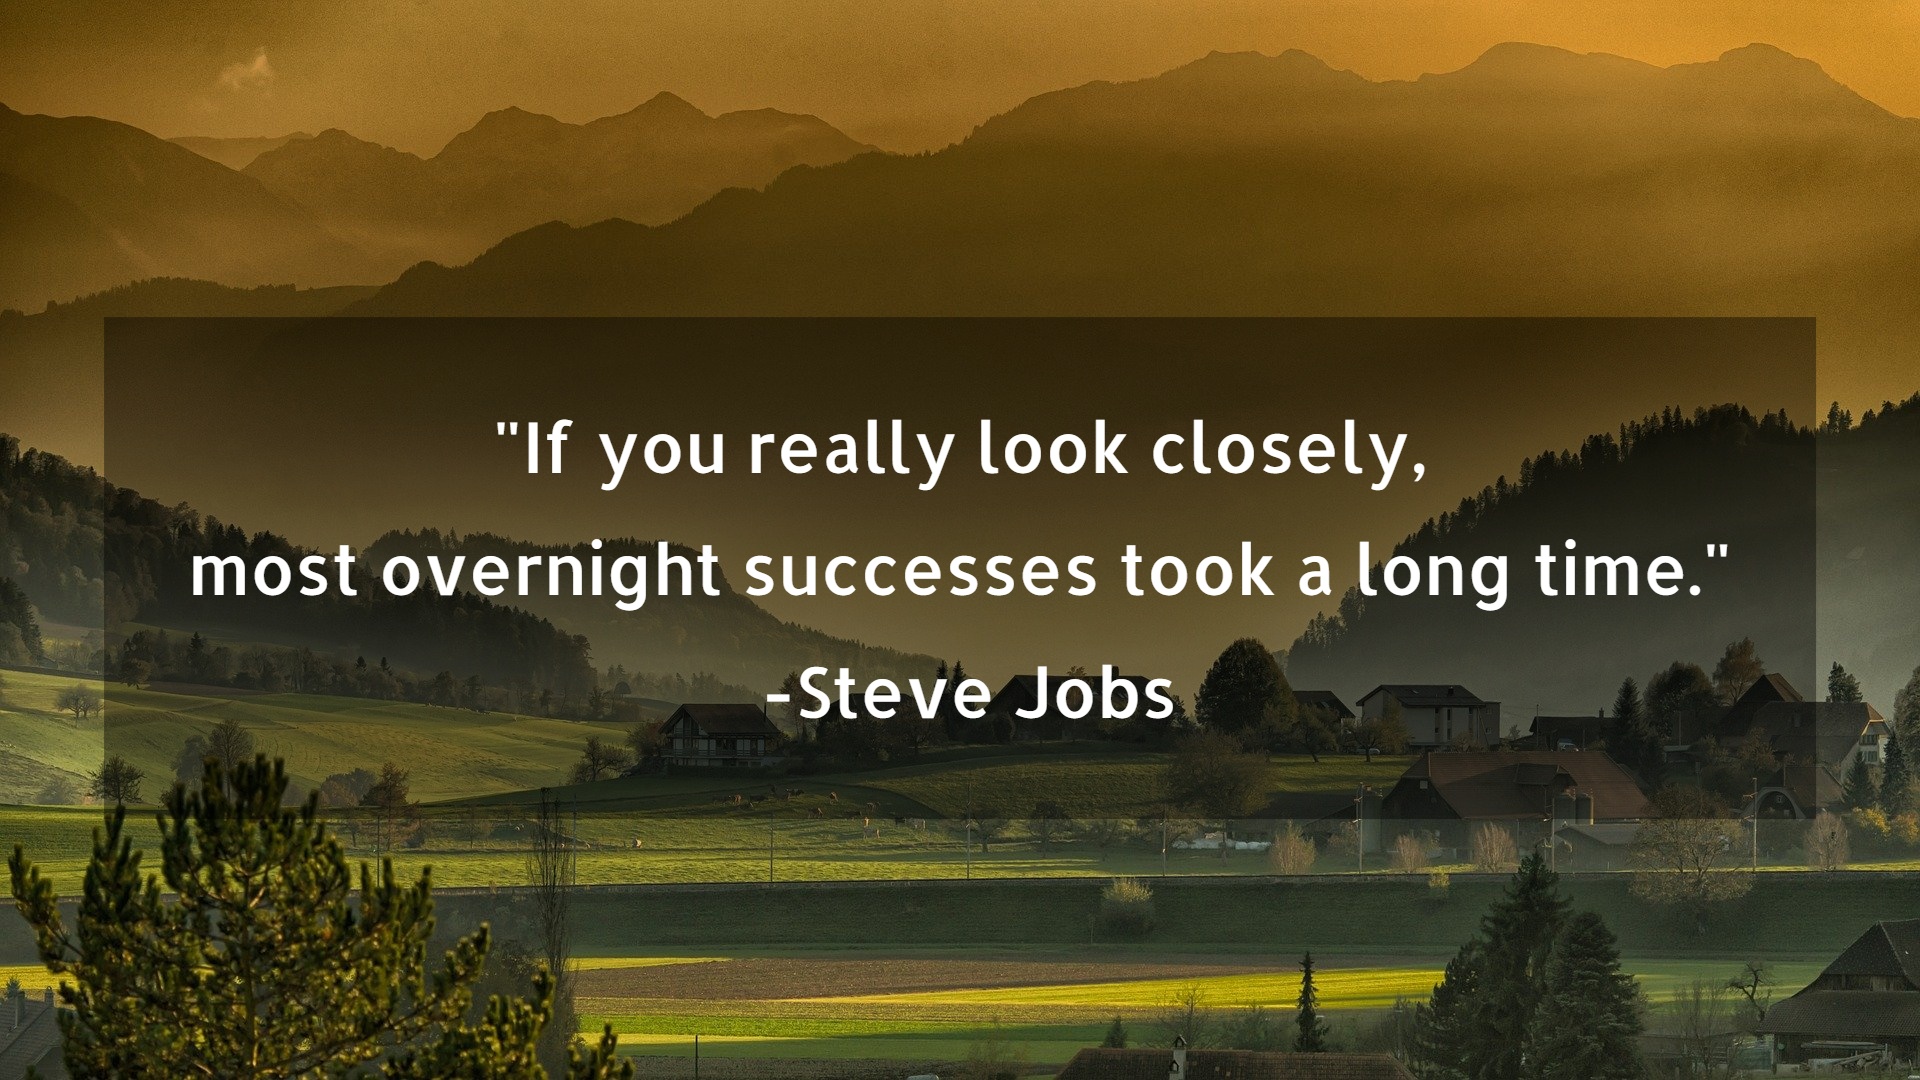 "If you really look closely,
most overnight successes took a long time."
-Steve Jobs